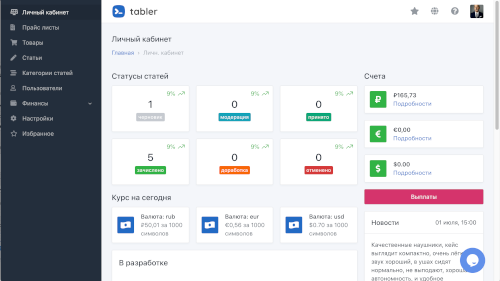 Личный кабинет
Прайс листы
Товары
Статьи
Категории статей
Пользователи
Финансы
Настройки
Избранное
tabler
Личный кабинет
Главная › Личн. кабинет
Статусы статей
9%
1
черновик
9%
0
модерация
9%
0
принято
9%
5
зачислено
9%
0
доработка
9%
0
отменено
Курс на сегодня
Валюта: rub
₽50,01 за 1000
символов
Валюта: eur
€0,56 за 1000
символов
Валюта: usd
$0.70 за 1000
символов
В разработке
Счета
₽165,73
Подробности
€0,00
Подробности
$0.00
Подробности
Выплаты
Новости
01 июля, 15:00
Качественные наушники, кейс
выглядит компактно, очень
звук хороший, в ушах сидят
нормально, не выпадают,
автономность, и удобное